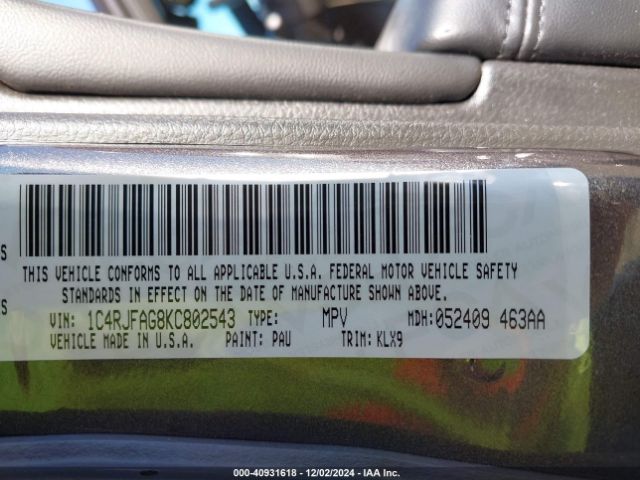 THIS VEHICLE CONFORMS TO ALL APPLICABLE U.S.A. FEDERAL MOTOR VEHICLE SAFETY
STANDARDS IN EFFECT ON THE DATE OF MANUFACTURE SHOWN ABOVE.
VIN: 1C4RJFAG8KC802543 TYPE: MPV MDH:052409 463AA
VEHICLE MADE IN U.S.A. PAINT: PAU TRIM: KLX9
000-40931618 - 12/02/2024 - IAA Inc.